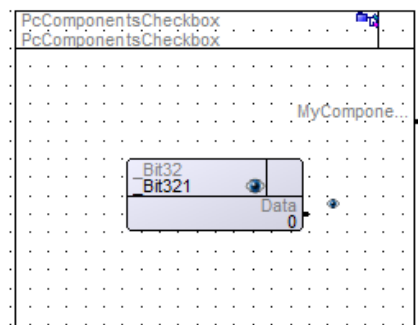 PcComponentsCheckbox
PcComponentsCheckbox
MyCompone...
_Bit32
_Bit321
Data
0